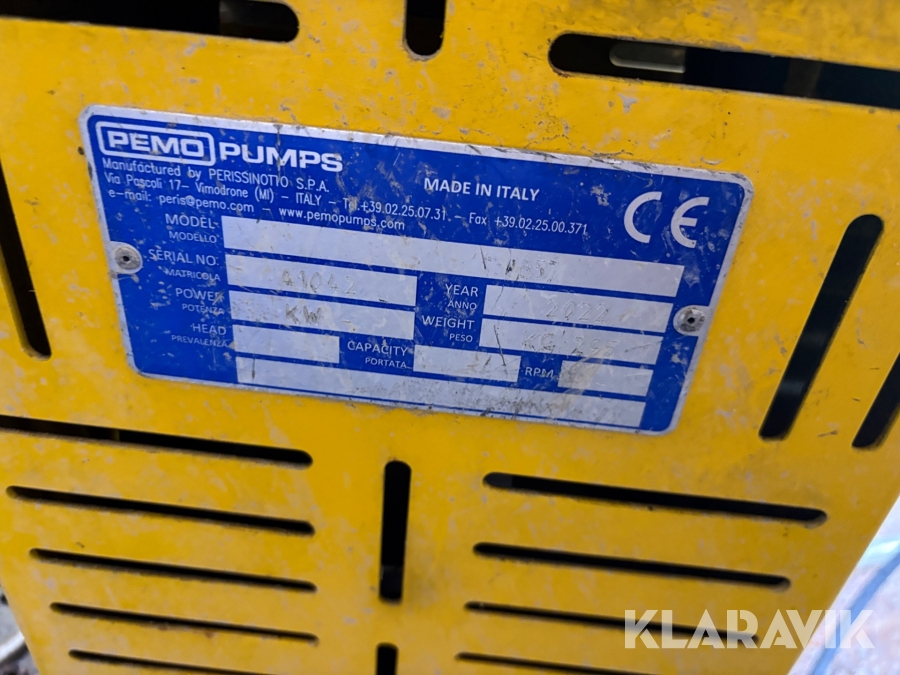 PEMO PUMPS
Manufactured by PERISSINOTTO S.P.A.
Via Pascoli 17- Vimodrone (MI) - ITALY - Tel.+39.02.25.07.31 - Fax +39.02.25.00.371
e-mail: peris@pemo.com - www.pemopumps.com
MADE IN ITALY
CE
MODEL
MODELLO
SERIAL NO.
MATRICOLA
41042
YEAR
ANNO
2022
POWER
POTENZA
KW
WEIGHT
PESO
KG
HEAD
PREVALENZA
CAPACITY
PORTATA
RPM
KLARAVIK